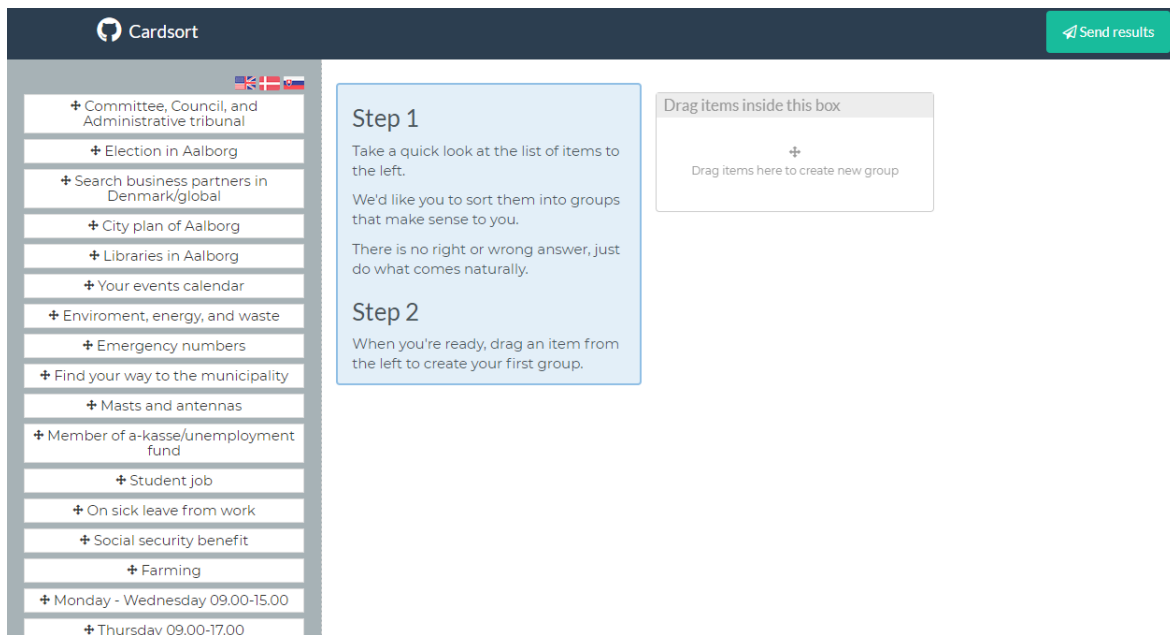 Cardsort
Send results
Committee, Council, and
Administrative tribunal
Election in Aalborg
Search business partners in
Denmark/global
City plan of Aalborg
Libraries in Aalborg
Your events calendar
Enviroment, energy, and waste
Emergency numbers
Find your way to the municipality
Masts and antennas
Member of a-kasse/unemployment
fund
Student job
On sick leave from work
Social security benefit
Farming
Monday - Wednesday 09.00-15.00
Thursday 09.00-17.00
Step 1
Take a quick look at the list of items to
the left.
We'd like you to sort them into groups
that make sense to you.
There is no right or wrong answer, just
do what comes naturally.
Step 2
When you're ready, drag an item from
the left to create your first group.
Drag items inside this box
Drag items here to create new group